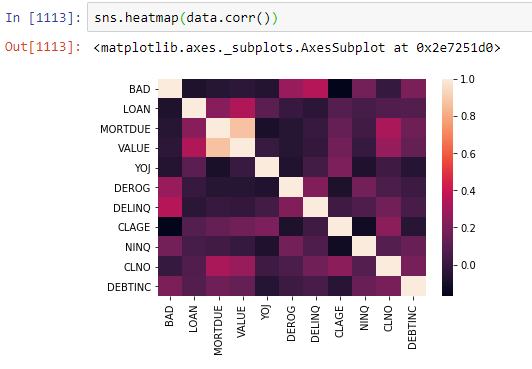 In [1113]: sns.heatmap(data.corr())
Out[1113]: <matplotlib.axes._subplots.AxesSubplot at 0x2e7251d0>
BAD
LOAN
MORTDUE
VALUE
YOJ
DEROG
DELINQ
CLAGE
NINQ
CLNO
DEBTINC
1.0
0.8
0.6
0.4
0.2
0.0
BAD
LOAN
MORTDUE
VALUE
YOJ
DEROG
DELINQ
CLAGE
NINQ
CLNO
DEBTINC